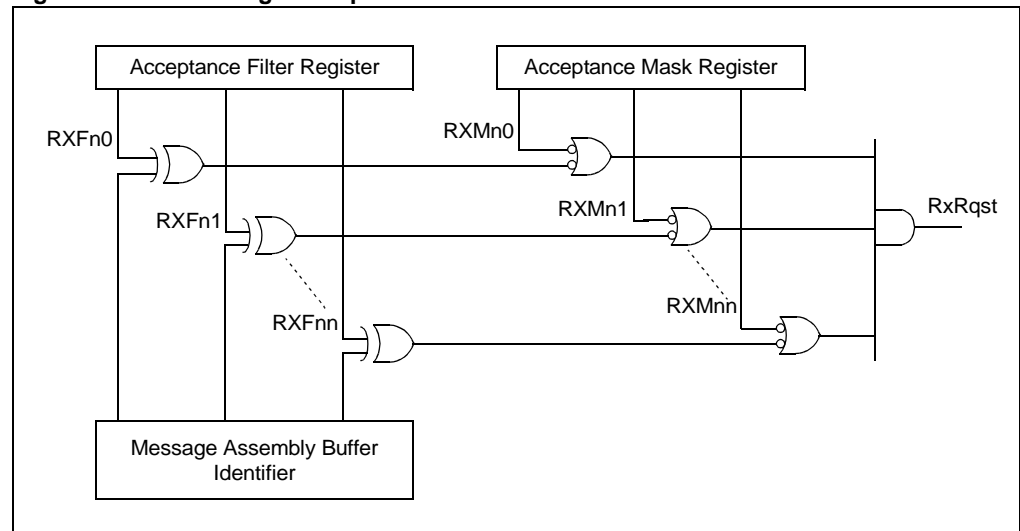 Acceptance Filter Register
Acceptance Mask Register
RXFn0
RXMn0
RXFn1
RXMn1
RxRqst
RXFnn
RXMnn
Message Assembly Buffer
Identifier